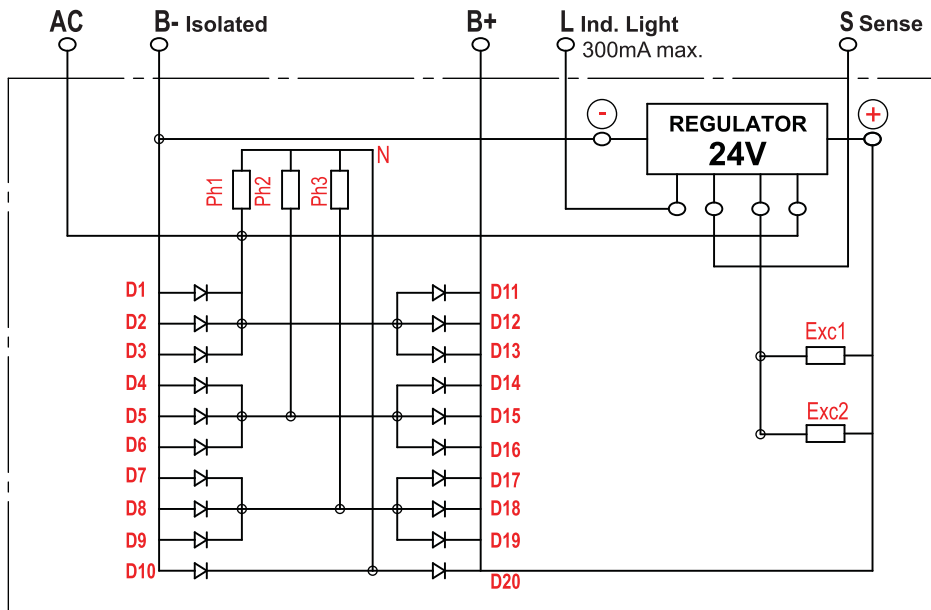 AC B- Isolated B+ L Ind. Light S Sense
300mA max.
- +
REGULATOR
24V
N
Ph1 Ph2 Ph3
D1 D11
D2 D12
D3 D13
Exc1
D4 D14
D5 D15
Exc2
D6 D16
D7 D17
D8 D18
D9 D19
D10 D20